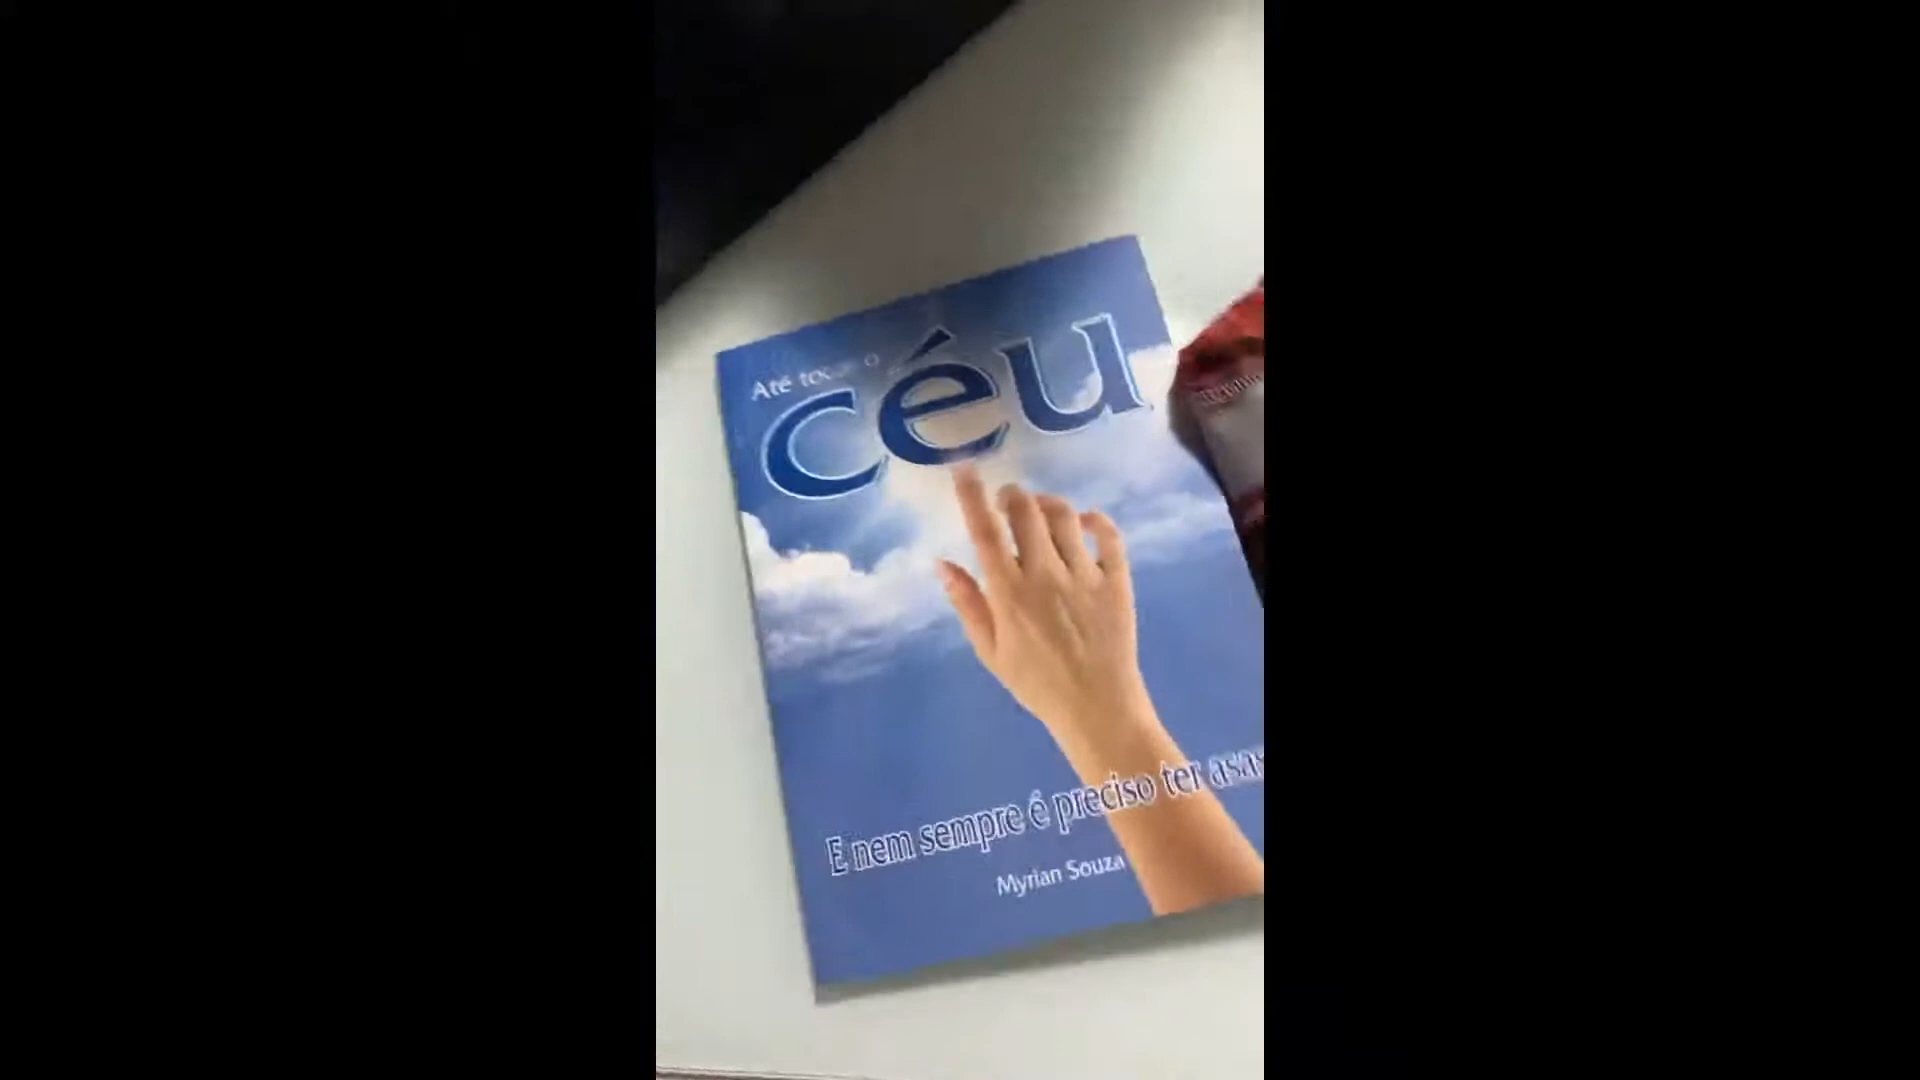 Até tocar o
céu
E nem sempre é preciso ter asas
Myrian Souza